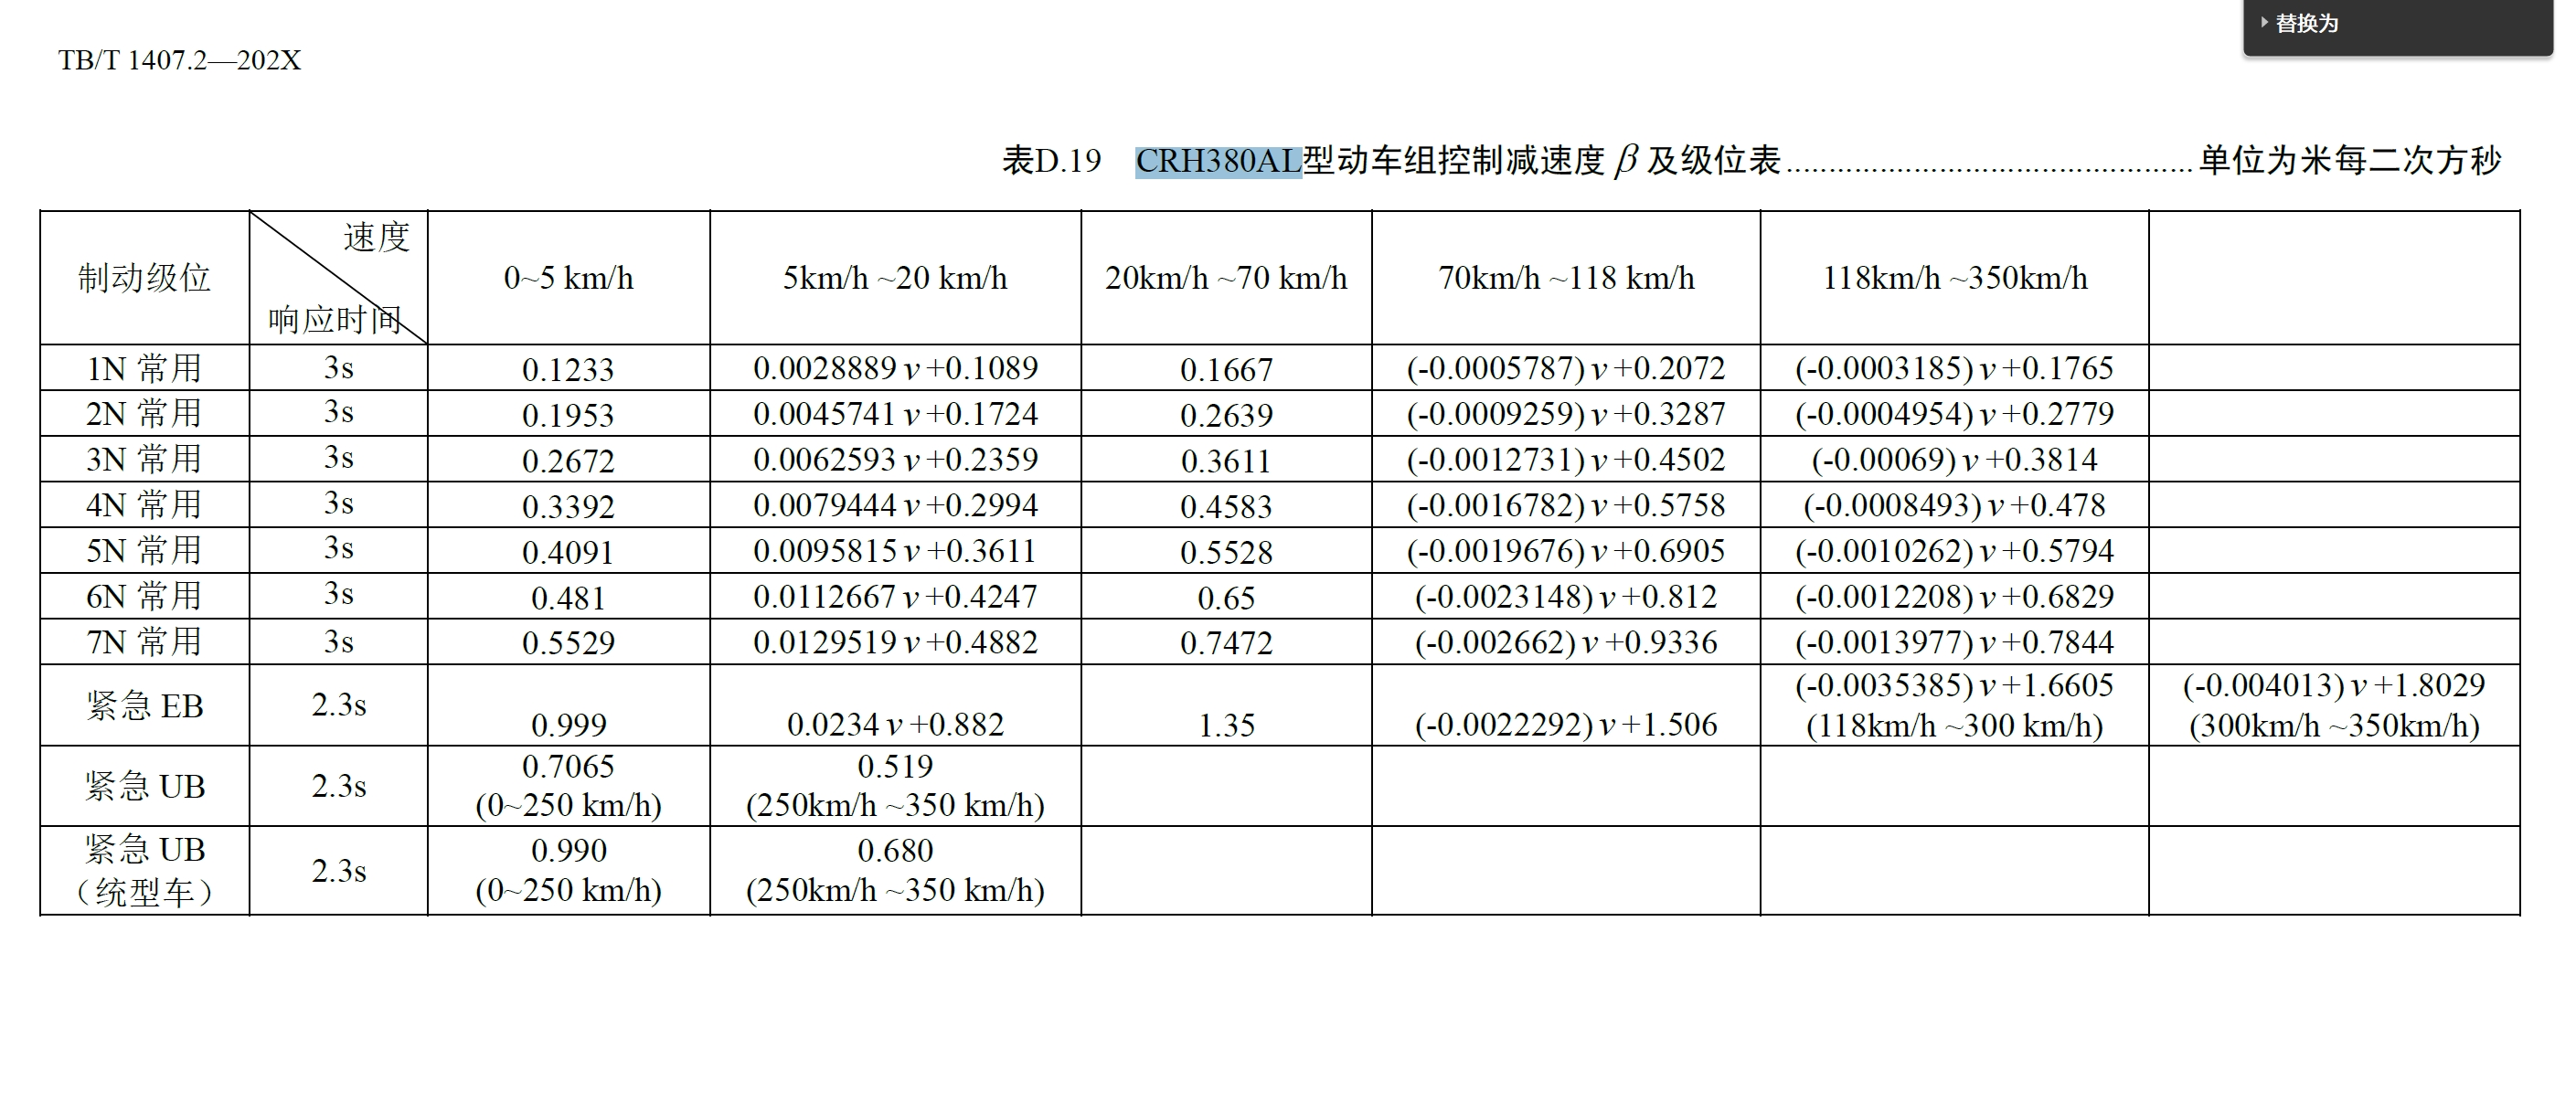 替换为
TB/T 1407.2—202X
表D.19 CRH380AL型动车组控制减速度 β 及级位表................................................单位为米每二次方秒
制动级位 速度 响应时间 0~5 km/h 5km/h ~20 km/h 20km/h ~70 km/h 70km/h ~118 km/h 118km/h ~350km/h
1N 常用 3s 0.1233 0.0028889 v +0.1089 0.1667 (-0.0005787) v +0.2072 (-0.0003185) v +0.1765
2N 常用 3s 0.1953 0.0045741 v +0.1724 0.2639 (-0.0009259) v +0.3287 (-0.0004954) v +0.2779
3N 常用 3s 0.2672 0.0062593 v +0.2359 0.3611 (-0.0012731) v +0.4502 (-0.00069) v +0.3814
4N 常用 3s 0.3392 0.0079444 v +0.2994 0.4583 (-0.0016782) v +0.5758 (-0.0008493) v +0.478
5N 常用 3s 0.4091 0.0095815 v +0.3611 0.5528 (-0.0019676) v +0.6905 (-0.0010262) v +0.5794
6N 常用 3s 0.481 0.0112667 v +0.4247 0.65 (-0.0023148) v +0.812 (-0.0012208) v +0.6829
7N 常用 3s 0.5529 0.0129519 v +0.4882 0.7472 (-0.002662) v +0.9336 (-0.0013977) v +0.7844
紧急 EB 2.3s 0.999 0.0234 v +0.882 1.35 (-0.0022292) v +1.506 (-0.0035385) v +1.6605 (-0.004013) v +1.8029
(118km/h ~300 km/h) (300km/h ~350km/h)
紧急 UB 2.3s 0.7065 0.519
(0~250 km/h) (250km/h ~350 km/h)
紧急 UB 2.3s 0.990 0.680
（统型车） (0~250 km/h) (250km/h ~350 km/h)